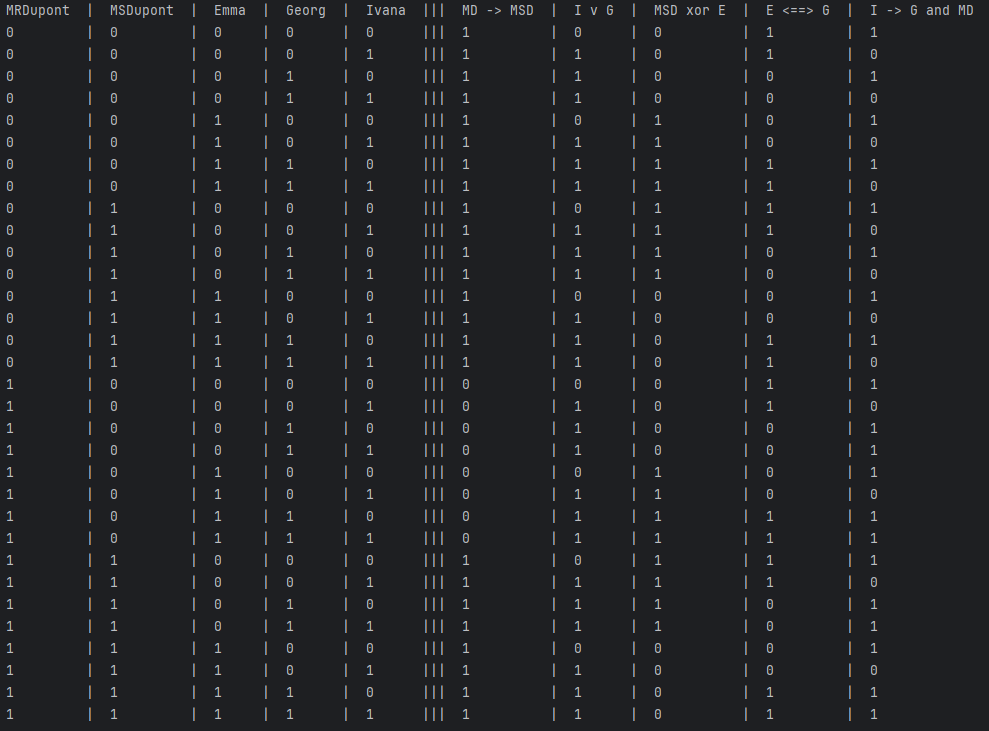 MRDupont | MSDupont | Emma | Georg | Ivana ||| MD -> MSD | I v G | MSD xor E | E <==> G | I -> G and MD
0 | 0 | 0 | 0 | 0 ||| 1 | 0 | 0 | 1 | 1
0 | 0 | 0 | 0 | 1 ||| 1 | 1 | 0 | 1 | 0
0 | 0 | 0 | 1 | 0 ||| 1 | 1 | 0 | 0 | 1
0 | 0 | 0 | 1 | 1 ||| 1 | 1 | 0 | 0 | 0
0 | 0 | 1 | 0 | 0 ||| 1 | 0 | 1 | 0 | 1
0 | 0 | 1 | 0 | 1 ||| 1 | 1 | 1 | 0 | 0
0 | 0 | 1 | 1 | 0 ||| 1 | 1 | 1 | 1 | 1
0 | 0 | 1 | 1 | 1 ||| 1 | 1 | 1 | 1 | 0
0 | 1 | 0 | 0 | 0 ||| 1 | 0 | 1 | 1 | 1
0 | 1 | 0 | 0 | 1 ||| 1 | 1 | 1 | 1 | 0
0 | 1 | 0 | 1 | 0 ||| 1 | 1 | 1 | 0 | 1
0 | 1 | 0 | 1 | 1 ||| 1 | 1 | 1 | 0 | 0
0 | 1 | 1 | 0 | 0 ||| 1 | 0 | 0 | 0 | 1
0 | 1 | 1 | 0 | 1 ||| 1 | 1 | 0 | 0 | 0
0 | 1 | 1 | 1 | 0 ||| 1 | 1 | 0 | 1 | 1
0 | 1 | 1 | 1 | 1 ||| 1 | 1 | 0 | 1 | 0
1 | 0 | 0 | 0 | 0 ||| 0 | 0 | 0 | 1 | 1
1 | 0 | 0 | 0 | 1 ||| 0 | 1 | 0 | 1 | 0
1 | 0 | 0 | 1 | 0 ||| 0 | 1 | 0 | 0 | 1
1 | 0 | 0 | 1 | 1 ||| 0 | 1 | 0 | 0 | 1
1 | 0 | 1 | 0 | 0 ||| 0 | 0 | 1 | 0 | 1
1 | 0 | 1 | 0 | 1 ||| 0 | 1 | 1 | 0 | 0
1 | 0 | 1 | 1 | 0 ||| 0 | 1 | 1 | 1 | 1
1 | 0 | 1 | 1 | 1 ||| 0 | 1 | 1 | 1 | 1
1 | 1 | 0 | 0 | 0 ||| 1 | 0 | 1 | 1 | 1
1 | 1 | 0 | 0 | 1 ||| 1 | 1 | 1 | 1 | 0
1 | 1 | 0 | 1 | 0 ||| 1 | 1 | 1 | 0 | 1
1 | 1 | 0 | 1 | 1 ||| 1 | 1 | 1 | 0 | 1
1 | 1 | 1 | 0 | 0 ||| 1 | 0 | 0 | 0 | 1
1 | 1 | 1 | 0 | 1 ||| 1 | 1 | 0 | 0 | 0
1 | 1 | 1 | 1 | 0 ||| 1 | 1 | 0 | 1 | 1
1 | 1 | 1 | 1 | 1 ||| 1 | 1 | 0 | 1 | 1